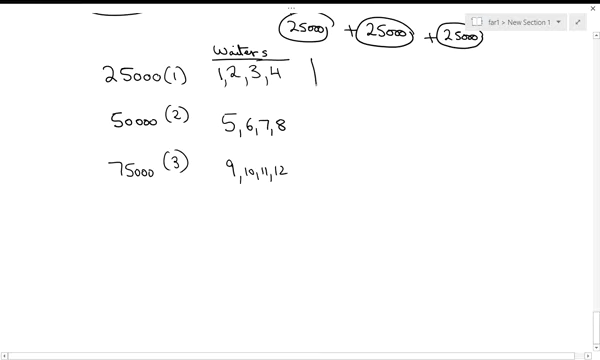 far1 > New Section 1
25000 + 25000 + 25000
Waiters
25000 (1) 1, 2, 3, 4 |
50000 (2) 5, 6, 7, 8
75000 (3) 9, 10, 11, 12